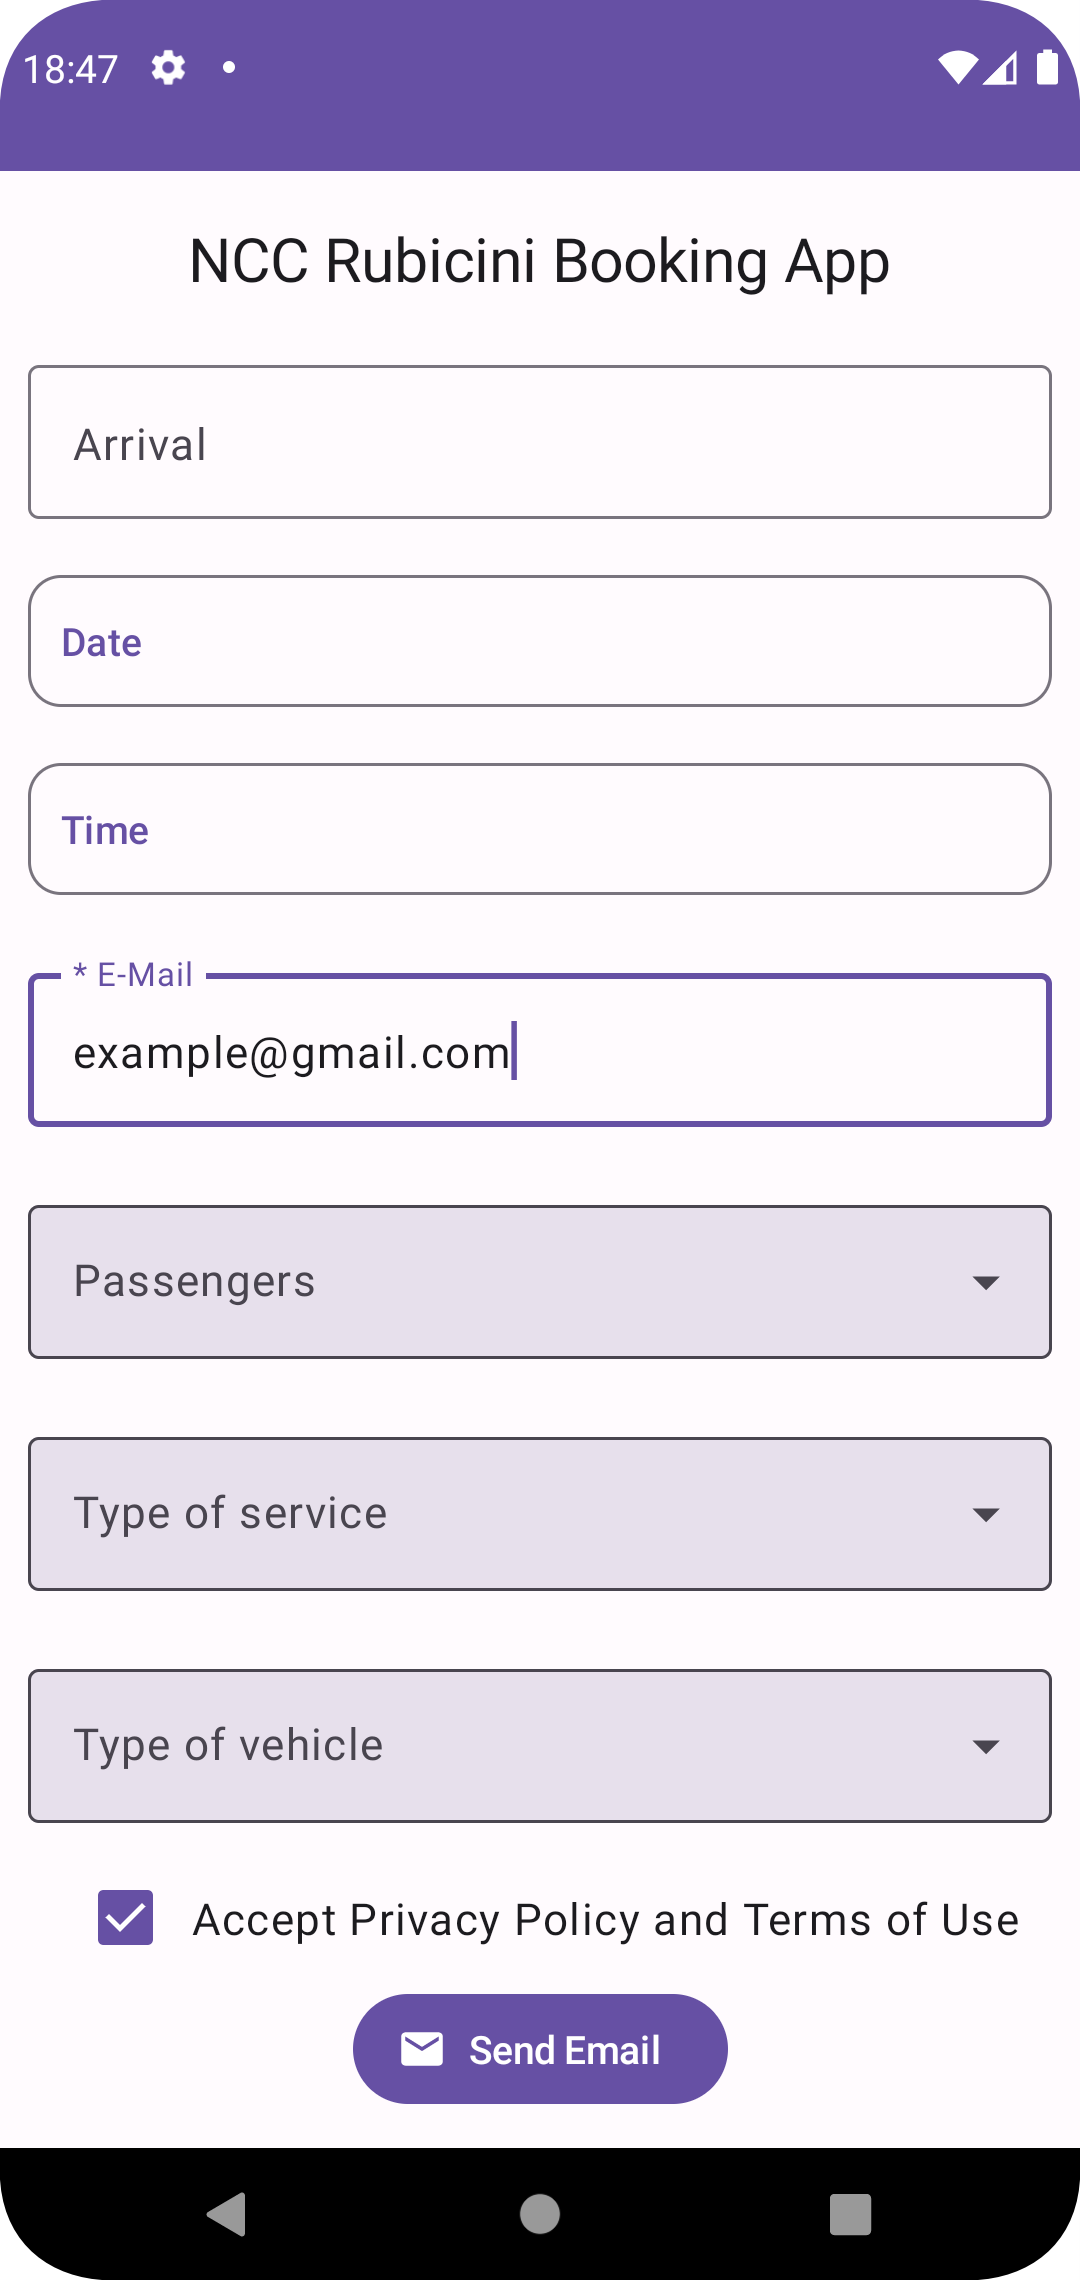 18:47
NCC Rubicini Booking App
Arrival
Date
Time
* E-Mail
example@gmail.com
Passengers
Type of service
Type of vehicle
Accept Privacy Policy and Terms of Use
Send Email